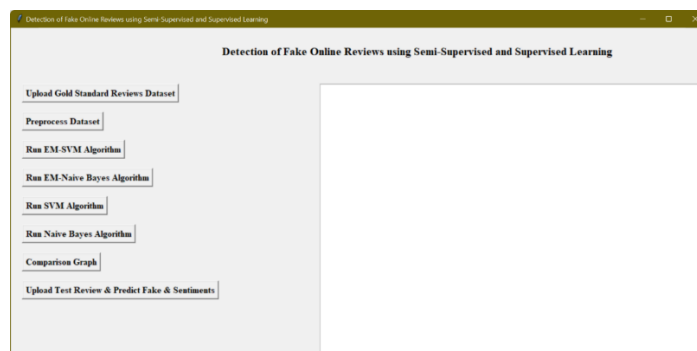 Detection of Fake Online Reviews using Semi-Supervised and Supervised Learning
Detection of Fake Online Reviews using Semi-Supervised and Supervised Learning
Upload Gold Standard Reviews Dataset
Preprocess Dataset
Run EM-SVM Algorithm
Run EM-Naive Bayes Algorithm
Run SVM Algorithm
Run Naive Bayes Algorithm
Comparison Graph
Upload Test Review & Predict Fake & Sentiments